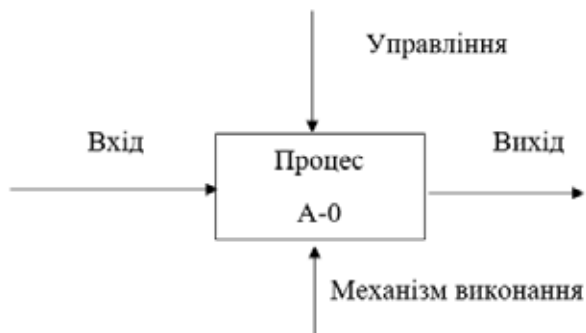 Управління
Вхід
Процес
Вихід
А-0
Механізм виконання